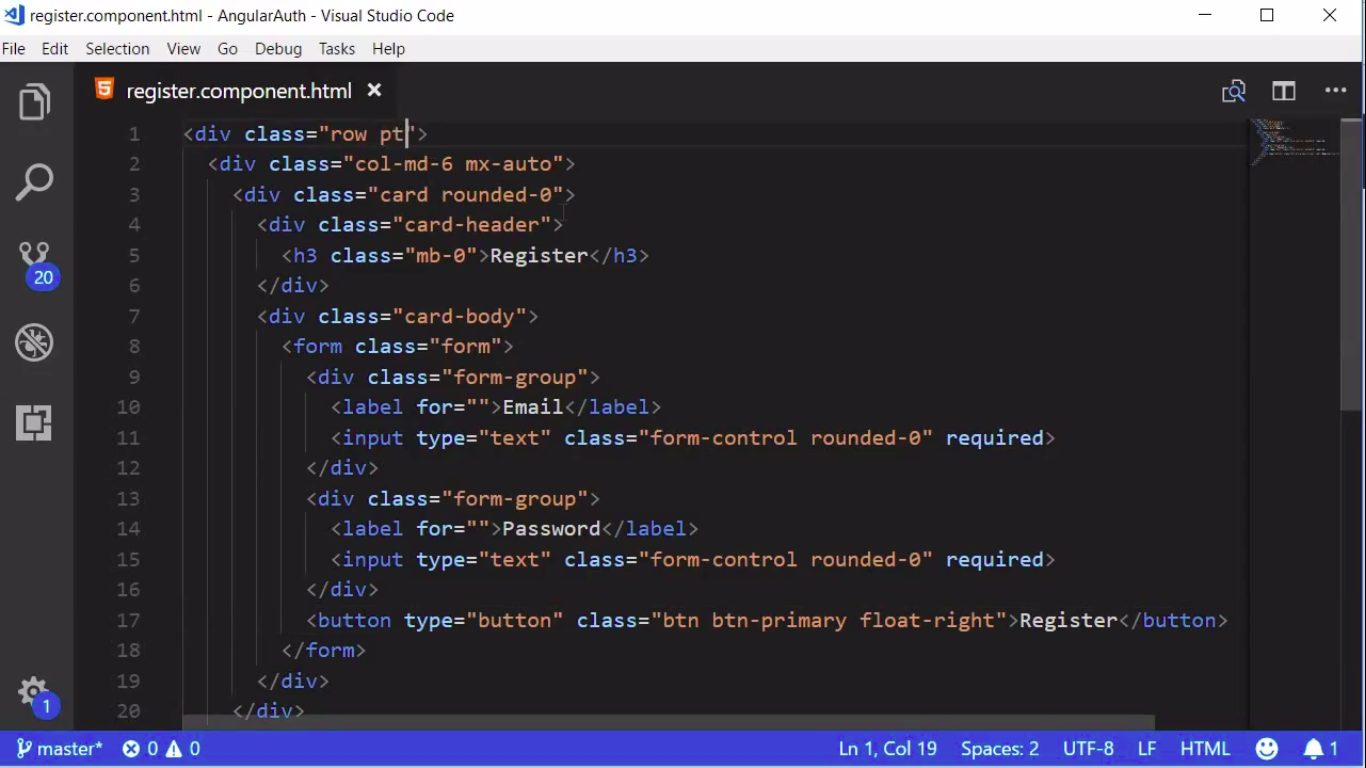 register.component.html - AngularAuth - Visual Studio Code
File Edit Selection View Go Debug Tasks Help
register.component.html
1 <div class="row pt">
2 <div class="col-md-6 mx-auto">
3 <div class="card rounded-0">
4 <div class="card-header">
5 <h3 class="mb-0">Register</h3>
6 </div>
7 <div class="card-body">
8 <form class="form">
9 <div class="form-group">
10 <label for="">Email</label>
11 <input type="text" class="form-control rounded-0" required>
12 </div>
13 <div class="form-group">
14 <label for="">Password</label>
15 <input type="text" class="form-control rounded-0" required>
16 </div>
17 <button type="button" class="btn btn-primary float-right">Register</button>
18 </form>
19 </div>
20 </div>
20
1
master* 0 0 Ln 1, Col 19 Spaces: 2 UTF-8 LF HTML 1